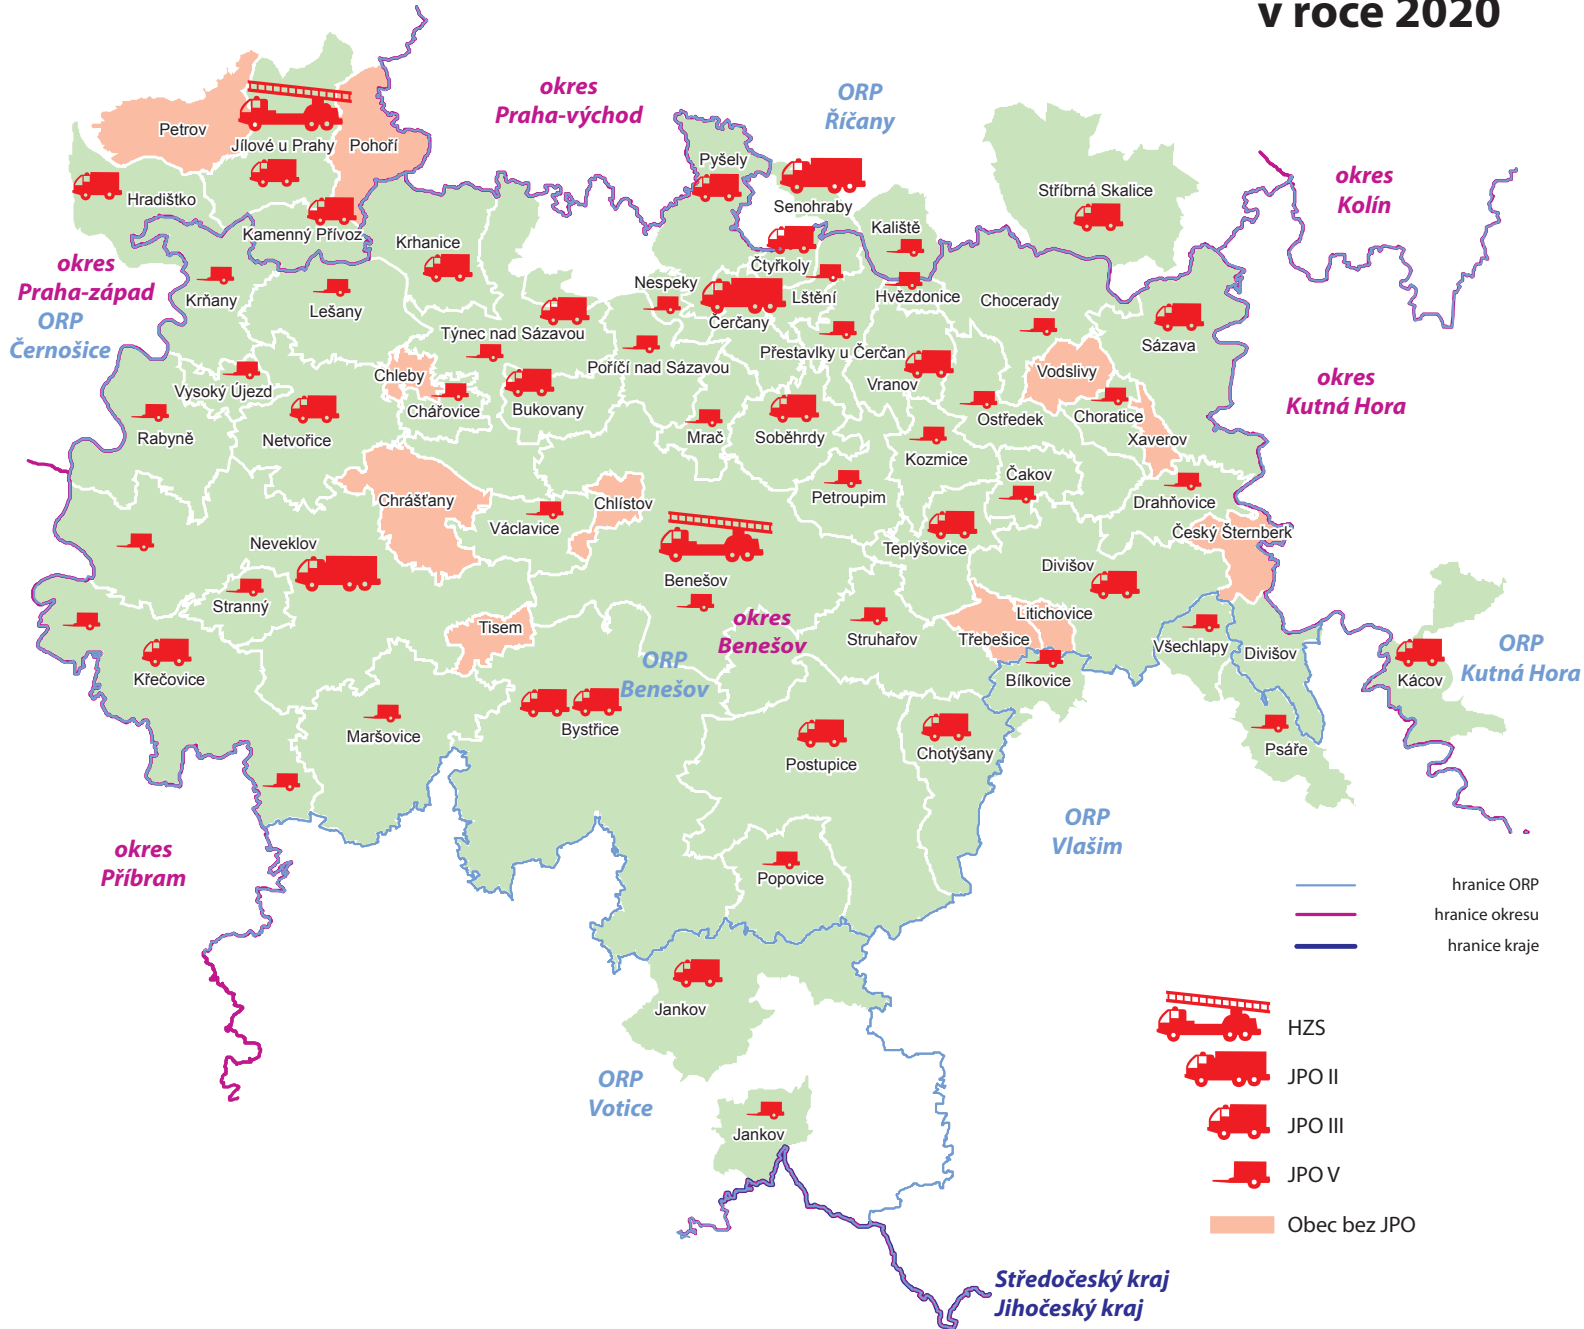 v roce 2020
okres
Praha-východ
ORP
Říčany
Petrov
Jílové u Prahy
Pohoří
Pyšely
Hradištko
Senohraby
Stříbrná Skalice
okres
Kolín
Kamenný Přívoz
Krhanice
Kaliště
Čtyřkoly
okres
Praha-západ
Krňany
Lešany
Nespeky
Lštění
Hvězdonice
Chocerady
ORP
Černošice
Čerčany
Týnec nad Sázavou
Přestavlky u Čerčan
Sázava
Poříčí nad Sázavou
Chleby
Vranov
Vodslivy
okres
Kutná Hora
Vysoký Újezd
Chářovice
Bukovany
Ostředek
Choratice
Rabyně
Netvořice
Mrač
Soběhrdy
Xaverov
Kozmice
Čakov
Chrášťany
Chlístov
Petroupim
Drahňovice
Václavice
Český Šternberk
Neveklov
Teplýšovice
Divišov
Benešov
Stranný
Litichovice
okres
Benešov
Tisem
Struhařov
Třebešice
Všechlapy
Divišov
ORP
Kutná Hora
ORP
Benešov
Křečovice
Bílkovice
Kácov
Maršovice
Bystřice
Postupice
Chotýšany
Psáře
ORP
Vlašim
okres
Příbram
Popovice
hranice ORP
hranice okresu
hranice kraje
Jankov
HZS
JPO II
ORP
Votice
JPO III
Jankov
JPO V
Obec bez JPO
Středočeský kraj
Jihočeský kraj